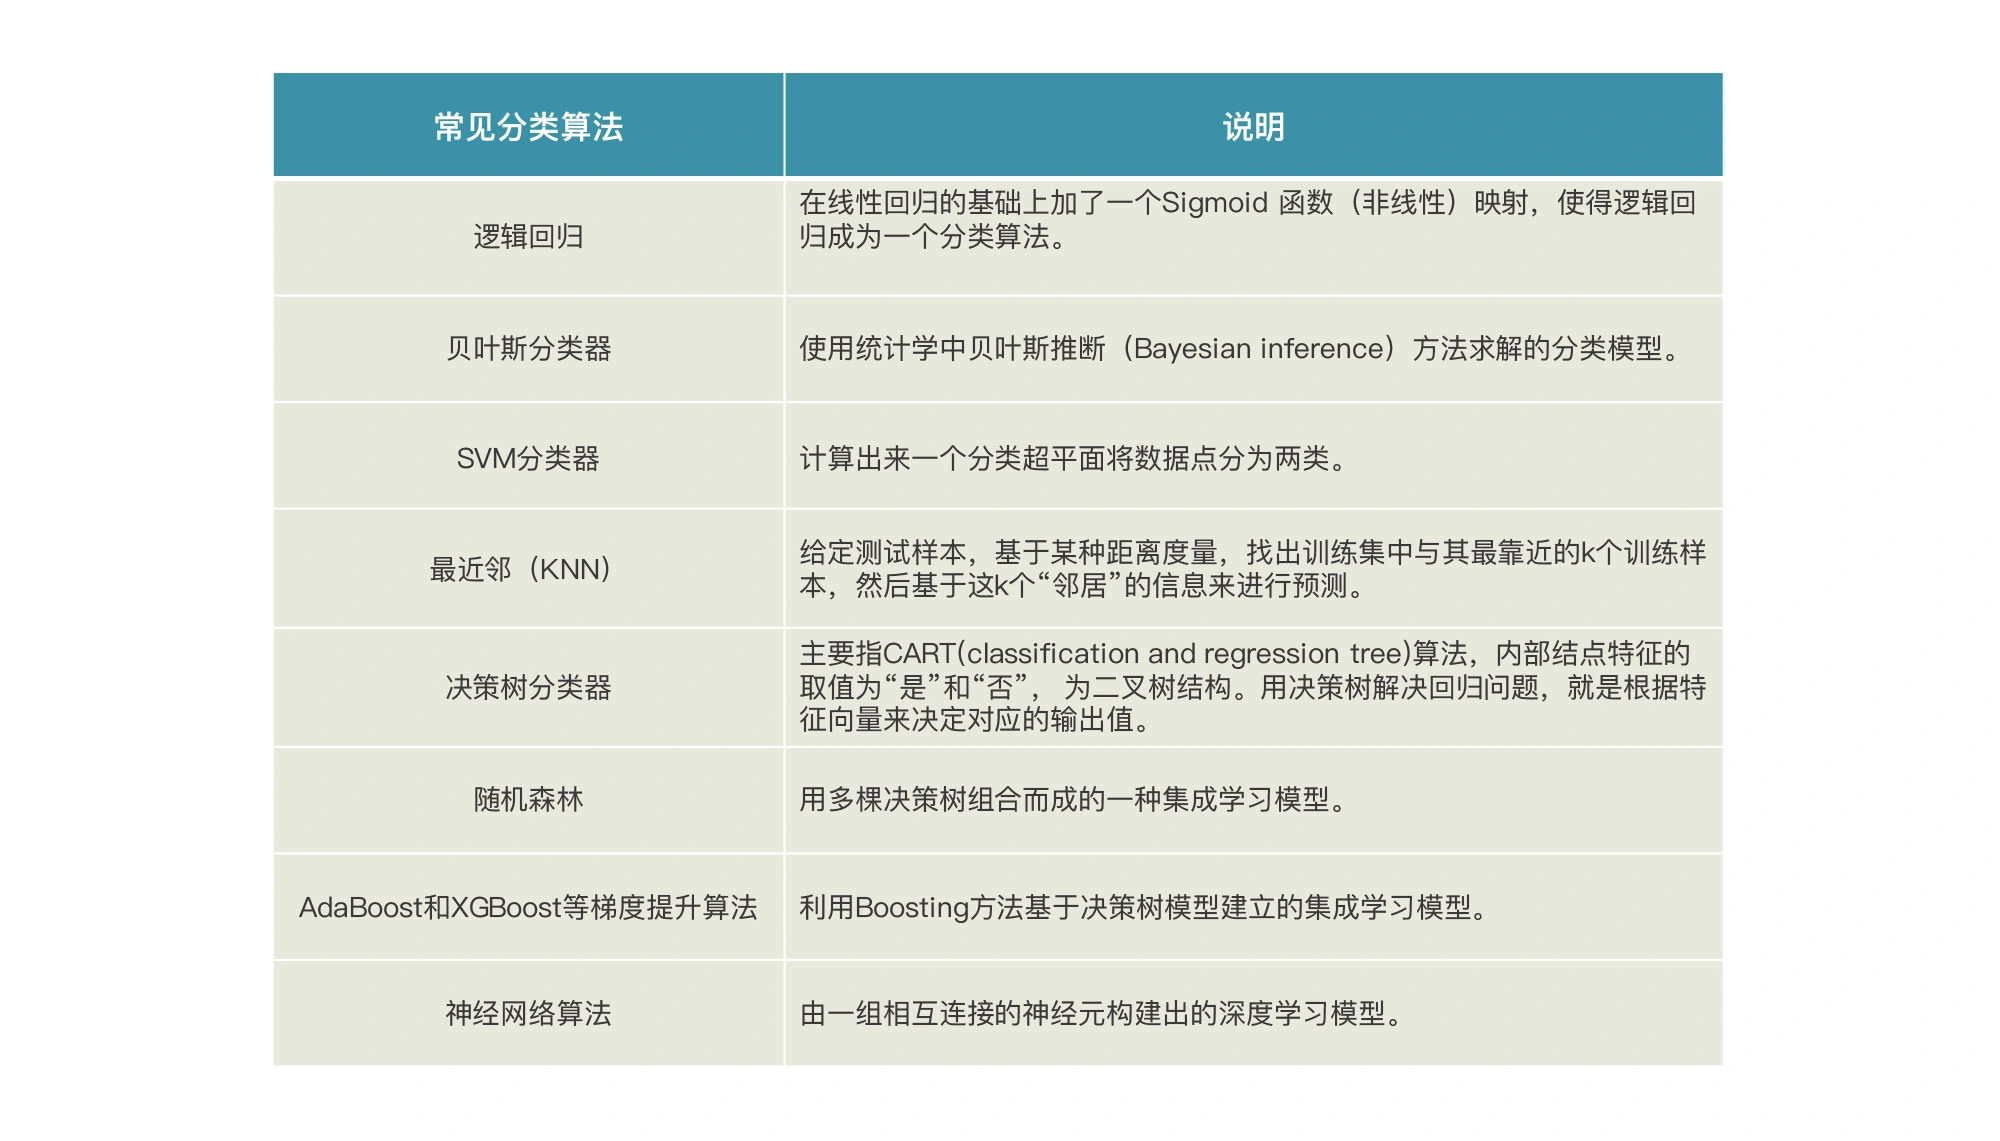 常见分类算法
说明
逻辑回归
在线性回归的基础上加了一个Sigmoid 函数（非线性）映射，使得逻辑回
归成为一个分类算法。
贝叶斯分类器
使用统计学中贝叶斯推断（Bayesian inference）方法求解的分类模型。
SVM分类器
计算出来一个分类超平面将数据点分为两类。
最近邻（KNN）
给定测试样本，基于某种距离度量，找出训练集中与其最靠近的k个训练样
本，然后基于这k个“邻居”的信息来进行预测。
决策树分类器
主要指CART(classification and regression tree)算法，内部结点特征的
取值为“是”和“否”， 为二叉树结构。用决策树解决回归问题，就是根据特
征向量来决定对应的输出值。
随机森林
用多棵决策树组合而成的一种集成学习模型。
AdaBoost和XGBoost等梯度提升算法
利用Boosting方法基于决策树模型建立的集成学习模型。
神经网络算法
由一组相互连接的神经元构建出的深度学习模型。